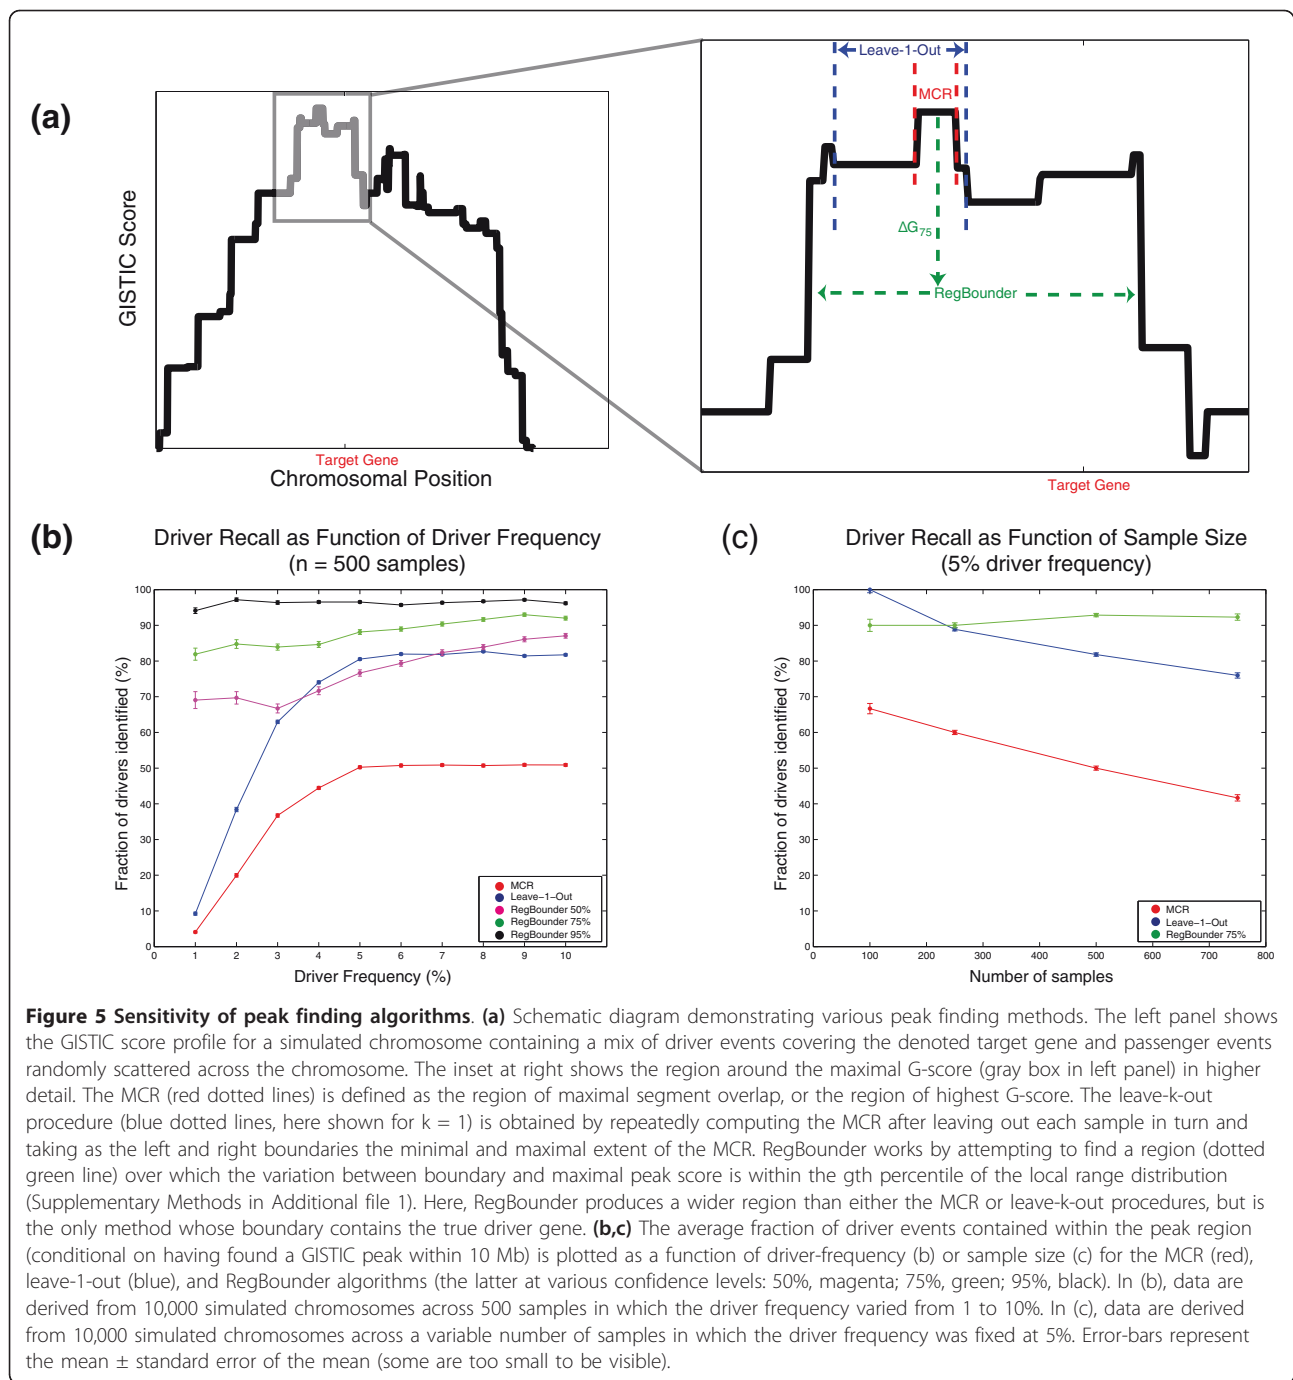 (a)
GISTIC Score
Target Gene
Chromosomal Position
Leave-1-Out
MCR
ΔG75
RegBounder
Target Gene
(b)
Driver Recall as Function of Driver Frequency
(n = 500 samples)
Fraction of drivers identified (%)
100
90
80
70
60
50
40
30
20
10
0
0 1 2 3 4 5 6 7 8 9 10 11
Driver Frequency (%)
MCR
Leave-1-Out
RegBounder 50%
RegBounder 75%
RegBounder 95%
(c)
Driver Recall as Function of Sample Size
(5% driver frequency)
Fraction of drivers identified (%)
100
90
80
70
60
50
40
30
20
10
0
0 100 200 300 400 500 600 700 800
Number of samples
MCR
Leave-1-Out
RegBounder 75%
Figure 5 Sensitivity of peak finding algorithms. (a) Schematic diagram demonstrating various peak finding methods. The left panel shows
the GISTIC score profile for a simulated chromosome containing a mix of driver events covering the denoted target gene and passenger events
randomly scattered across the chromosome. The inset at right shows the region around the maximal G-score (gray box in left panel) in higher
detail. The MCR (red dotted lines) is defined as the region of maximal segment overlap, or the region of highest G-score. The leave-k-out
procedure (blue dotted lines, here shown for k = 1) is obtained by repeatedly computing the MCR after leaving out each sample in turn and
taking as the left and right boundaries the minimal and maximal extent of the MCR. RegBounder works by attempting to find a region (dotted
green line) over which the variation between boundary and maximal peak score is within the gth percentile of the local range distribution
(Supplementary Methods in Additional file 1). Here, RegBounder produces a wider region than either the MCR or leave-k-out procedures, but is
the only method whose boundary contains the true driver gene. (b,c) The average fraction of driver events contained within the peak region
(conditional on having found a GISTIC peak within 10 Mb) is plotted as a function of driver-frequency (b) or sample size (c) for the MCR (red),
leave-1-out (blue), and RegBounder algorithms (the latter at various confidence levels: 50%, magenta; 75%, green; 95%, black). In (b), data are
derived from 10,000 simulated chromosomes across 500 samples in which the driver frequency varied from 1 to 10%. In (c), data are derived
from 10,000 simulated chromosomes across a variable number of samples in which the driver frequency was fixed at 5%. Error-bars represent
the mean ± standard error of the mean (some are too small to be visible).